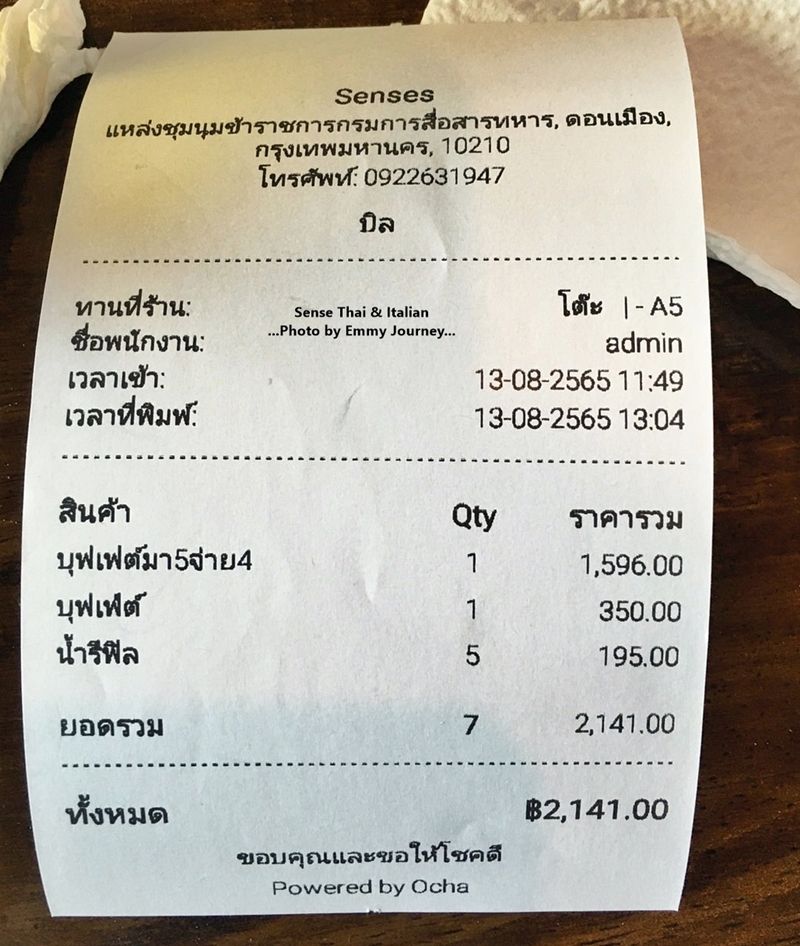 Senses
แหล่งชุมนุมข้าราชการกรมการสื่อสารทหาร, ดอนเมือง,
กรุงเทพมหานคร, 10210
โทรศัพท์: 0922631947
บิล
ทานที่ร้าน: โต๊ะ | - A5
Sense Thai & Italian
...Photo by Emmy Journey...
ชื่อพนักงาน: admin
เวลาเข้า: 13-08-2565 11:49
เวลาที่พิมพ์: 13-08-2565 13:04
สินค้า Qty ราคารวม
บุฟเฟต์มา5จ่าย4 1 1,596.00
บุฟเฟ่ต์ 1 350.00
น้ำรีฟิล 5 195.00
ยอดรวม 7 2,141.00
ทั้งหมด ฿2,141.00
ขอบคุณและขอให้โชคดี
Powered by Ocha